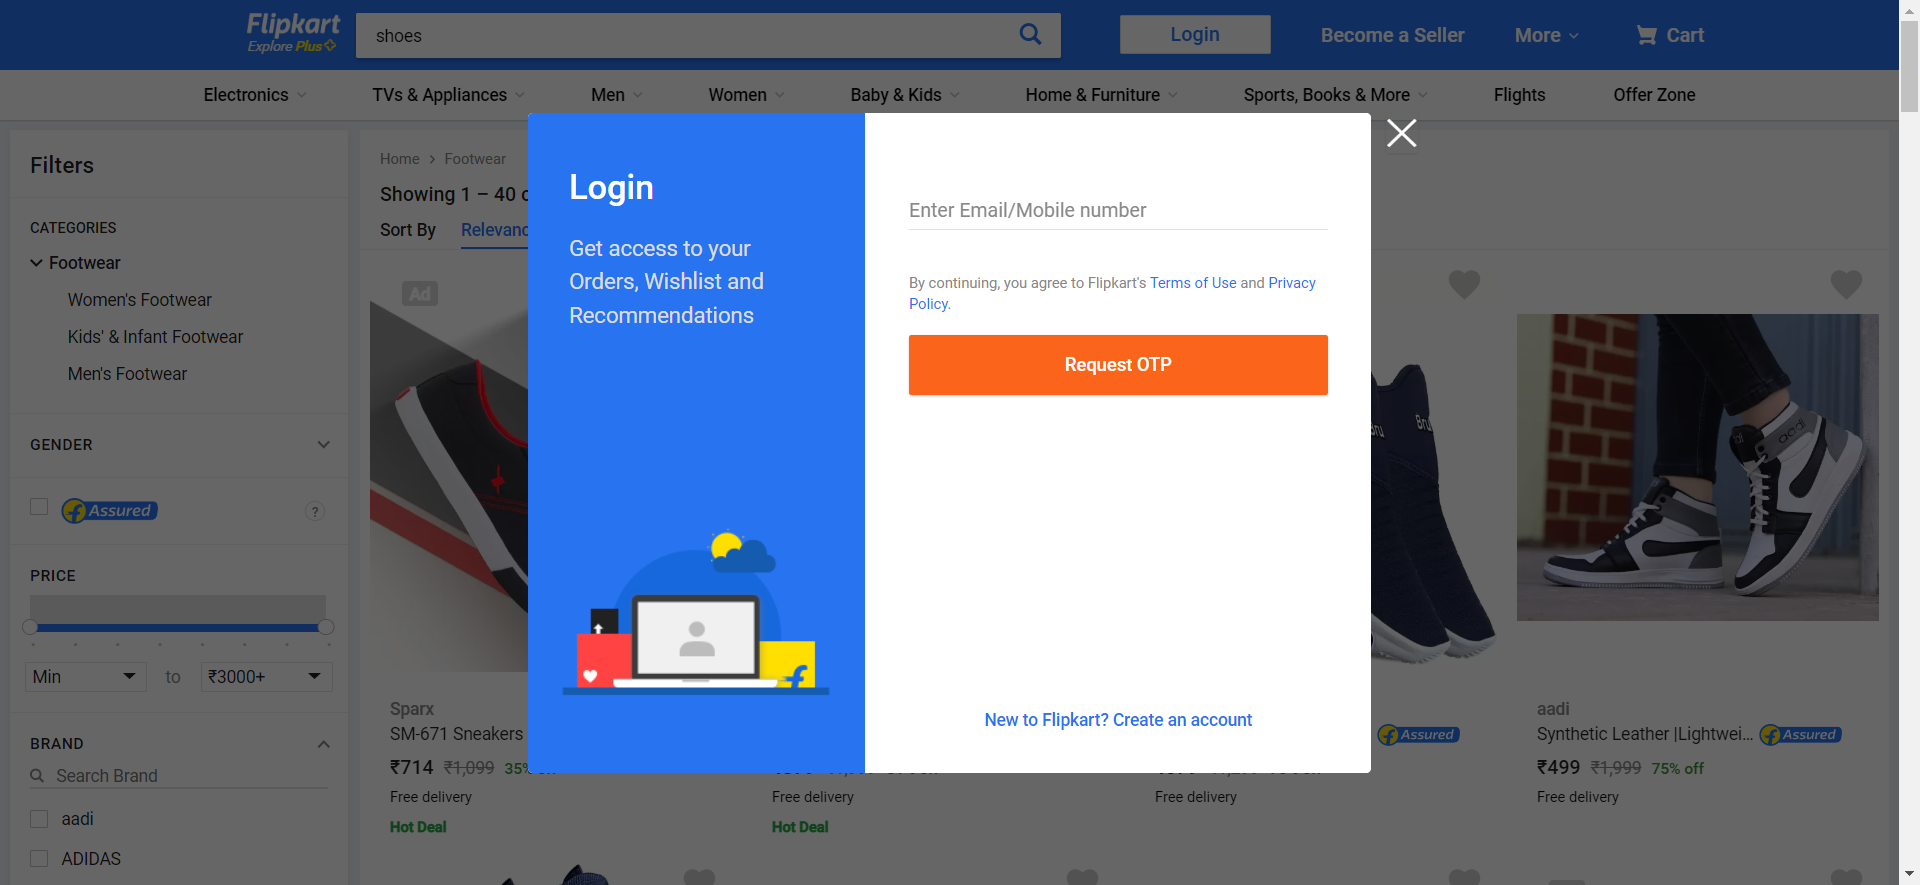 Flipkart
Explore Plus
shoes
Login
Become a Seller
More
Cart
Electronics
TVs & Appliances
Men
Women
Baby & Kids
Home & Furniture
Sports, Books & More
Flights
Offer Zone
Filters
CATEGORIES
Footwear
Women's Footwear
Kids' & Infant Footwear
Men's Footwear
GENDER
Assured
?
PRICE
Min to ₹3000+
BRAND
Search Brand
aadi
ADIDAS
Home Footwear
Showing 1 – 40
Sort By
Ad
Login
Get access to your
Orders, Wishlist and
Recommendations
Enter Email/Mobile number
By continuing, you agree to Flipkart's Terms of Use and Privacy
Policy.
Request OTP
New to Flipkart? Create an account
Sparx
SM-671 Sneakers
₹714 ₹1,099 35%
Free delivery
Hot Deal
Free delivery
Hot Deal
Assured
Free delivery
aadi
aadi
Synthetic Leather |Lightwei... Assured
₹499 ₹1,999 75% off
Free delivery